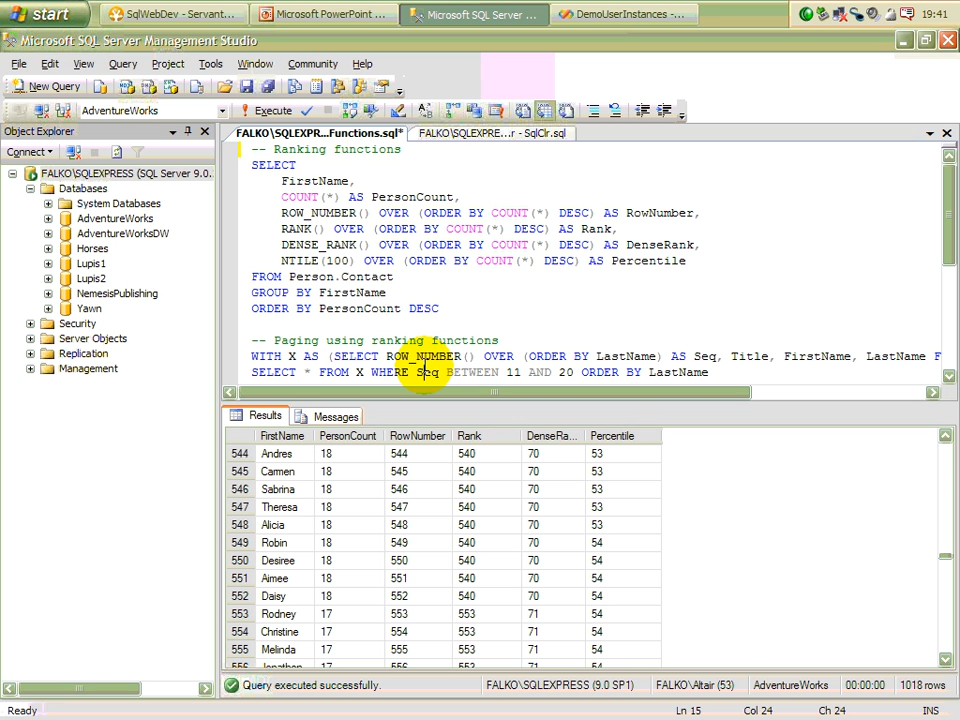 start
SqlWebDev - Servant...
Microsoft PowerPoint ...
Microsoft SQL Server ...
DemoUserInstances -...
19:41
Microsoft SQL Server Management Studio
File Edit View Query Project Tools Window Community Help
New Query
AdventureWorks
Execute
Object Explorer
Connect
FALKO\SQLEXPRESS (SQL Server 9.0.
Databases
System Databases
AdventureWorks
AdventureWorksDW
Horses
Lupis1
Lupis2
NemesisPublishing
Yawn
Security
Server Objects
Replication
Management
FALKO\SQLEXPR...Functions.sql*
FALKO\SQLEXPRE...r - SqlClr.sql
-- Ranking functions
SELECT
FirstName,
COUNT(*) AS PersonCount,
ROW_NUMBER() OVER (ORDER BY COUNT(*) DESC) AS RowNumber,
RANK() OVER (ORDER BY COUNT(*) DESC) AS Rank,
DENSE_RANK() OVER (ORDER BY COUNT(*) DESC) AS DenseRank,
NTILE(100) OVER (ORDER BY COUNT(*) DESC) AS Percentile
FROM Person.Contact
GROUP BY FirstName
ORDER BY PersonCount DESC
-- Paging using ranking functions
WITH X AS (SELECT ROW_NUMBER() OVER (ORDER BY LastName) AS Seq, Title, FirstName, LastName F
SELECT * FROM X WHERE Seq BETWEEN 11 AND 20 ORDER BY LastName
Results
Messages
FirstName PersonCount RowNumber Rank DenseRa... Percentile
544 Andres 18 544 540 70 53
545 Carmen 18 545 540 70 53
546 Sabrina 18 546 540 70 53
547 Theresa 18 547 540 70 53
548 Alicia 18 548 540 70 53
549 Robin 18 549 540 70 54
550 Desiree 18 550 540 70 54
551 Aimee 18 551 540 70 54
552 Daisy 18 552 540 70 54
553 Rodney 17 553 553 71 54
554 Christine 17 554 553 71 54
555 Melinda 17 555 553 71 54
556 Jonathon 17 556 553 71 54
Query executed successfully.
FALKO\SQLEXPRESS (9.0 SP1)
FALKO\Altair (53)
AdventureWorks
00:00:00
1018 rows
Ready
Ln 15
Col 24
Ch 24
INS